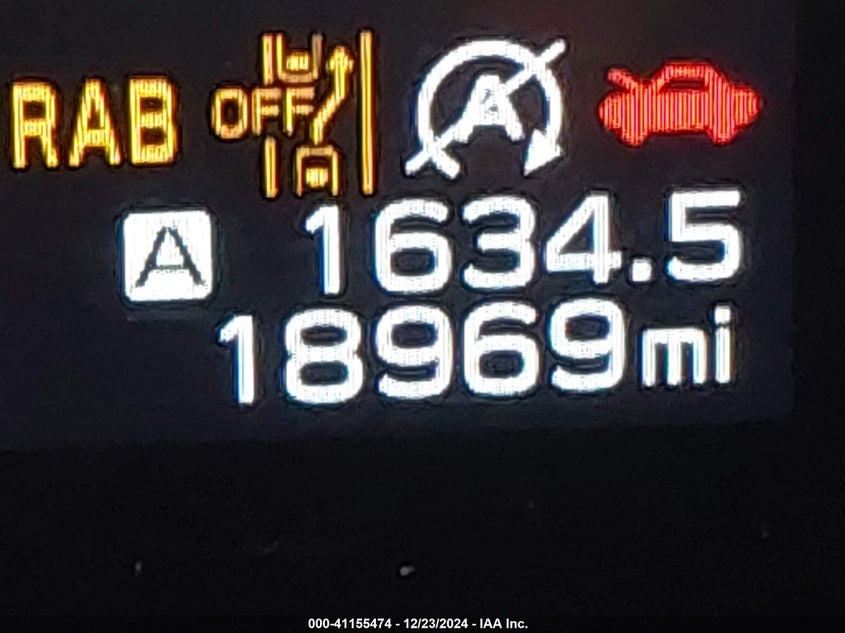 RAB OFF A
A 1634.5
18969mi
000-41155474 - 12/23/2024 - IAA Inc.